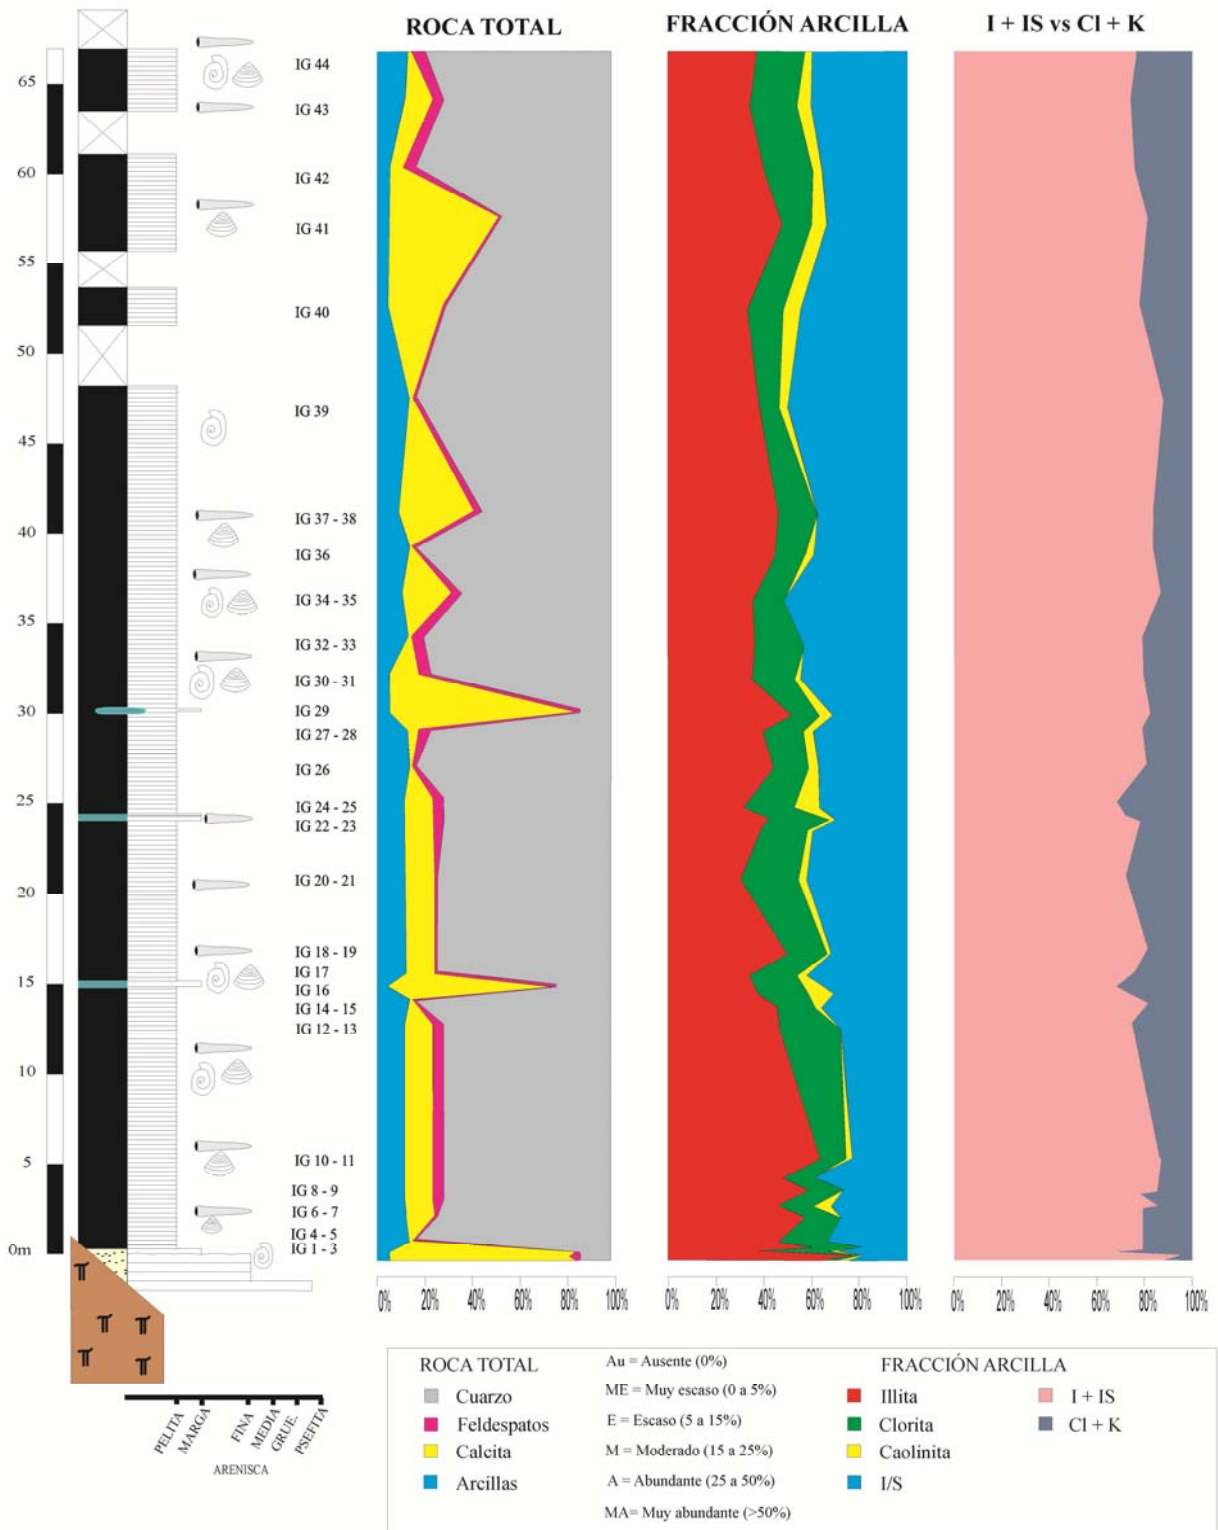 ROCA TOTAL
FRACCIÓN ARCILLA
I + IS vs Cl + K
65
60
55
50
45
40
35
30
25
20
15
10
5
0m
IG 44
IG 43
IG 42
IG 41
IG 40
IG 39
IG 37 - 38
IG 36
IG 34 - 35
IG 32 - 33
IG 30 - 31
IG 29
IG 27 - 28
IG 26
IG 24 - 25
IG 22 - 23
IG 20 - 21
IG 18 - 19
IG 17
IG 16
IG 14 - 15
IG 12 - 13
IG 10 - 11
IG 8 - 9
IG 6 - 7
IG 4 - 5
IG 1 - 3
0% 20% 40% 60% 80% 100%
0% 20% 40% 60% 80% 100%
0% 20% 40% 60% 80% 100%
PELITA
MARGA
FINA
MEDIA
GRUE.
PSEFITA
ARENISCA
ROCA TOTAL
Cuarzo
Feldespatos
Calcita
Arcillas
Au = Ausente (0%)
ME = Muy escaso (0 a 5%)
E = Escaso (5 a 15%)
M = Moderado (15 a 25%)
A = Abundante (25 a 50%)
MA= Muy abundante (>50%)
FRACCIÓN ARCILLA
Illita
Clorita
Caolinita
I/S
I + IS
Cl + K